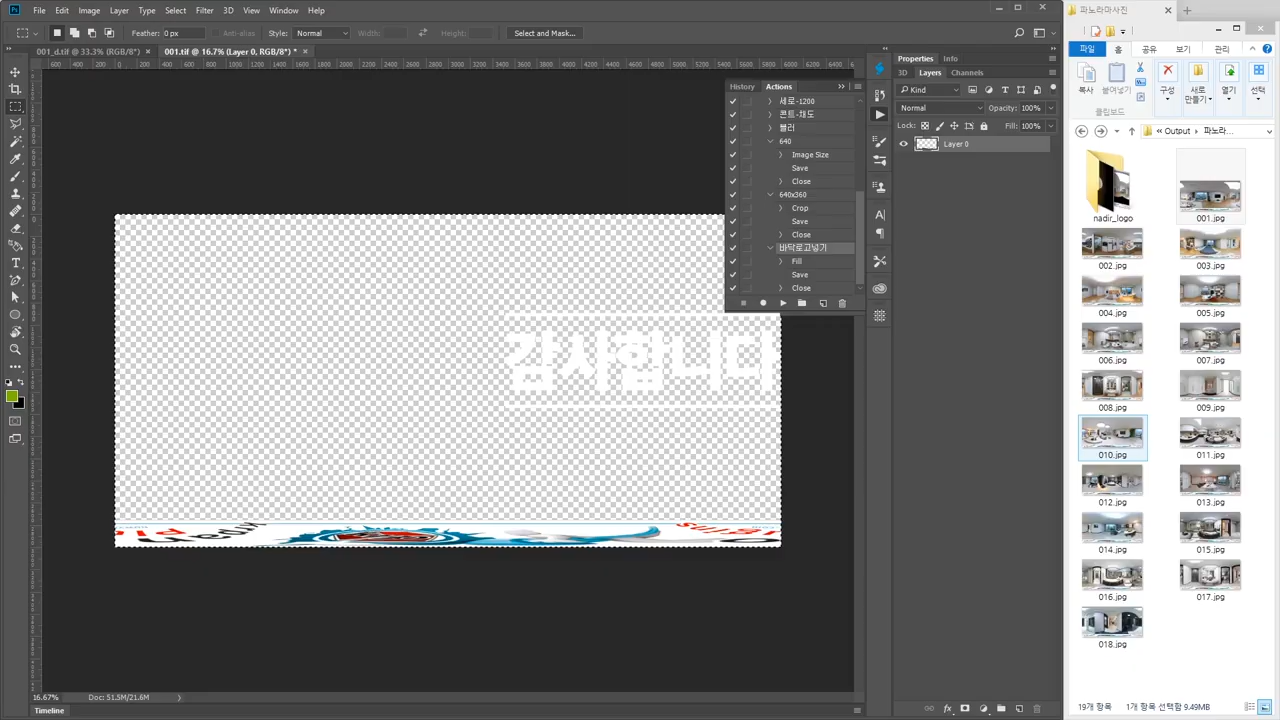 File Edit Image Layer Type Select Filter 3D View Window Help
Feather: 0 px Anti-alias Style: Normal Width: Height: Select and Mask...
001_d.tif @ 33.3% (RGB/8*) × 001.tif @ 16.7% (Layer 0, RGB/8*) * ×
History Actions
세로-1200
콘트-채도
블러
640
Image Size
Save
Close
640x360
Crop
Save
Close
바닥로고넣기
Fill
Save
Close
감사합니다
Properties Info
3D Layers Channels
Kind
Normal Opacity: 100%
Lock: Fill: 100%
Layer 0
16.67% Doc: 51.5M/21.6M
Timeline
파노라마사진
파일 홈 공유 보기 관리
복사 붙여넣기 구성 새로 만들기 열기 선택
클립보드
« Output › 파노라...
nadir_logo 001.jpg
002.jpg 003.jpg
004.jpg 005.jpg
006.jpg 007.jpg
008.jpg 009.jpg
010.jpg 011.jpg
012.jpg 013.jpg
014.jpg 015.jpg
016.jpg 017.jpg
018.jpg
19개 항목 1개 항목 선택함 9.49MB